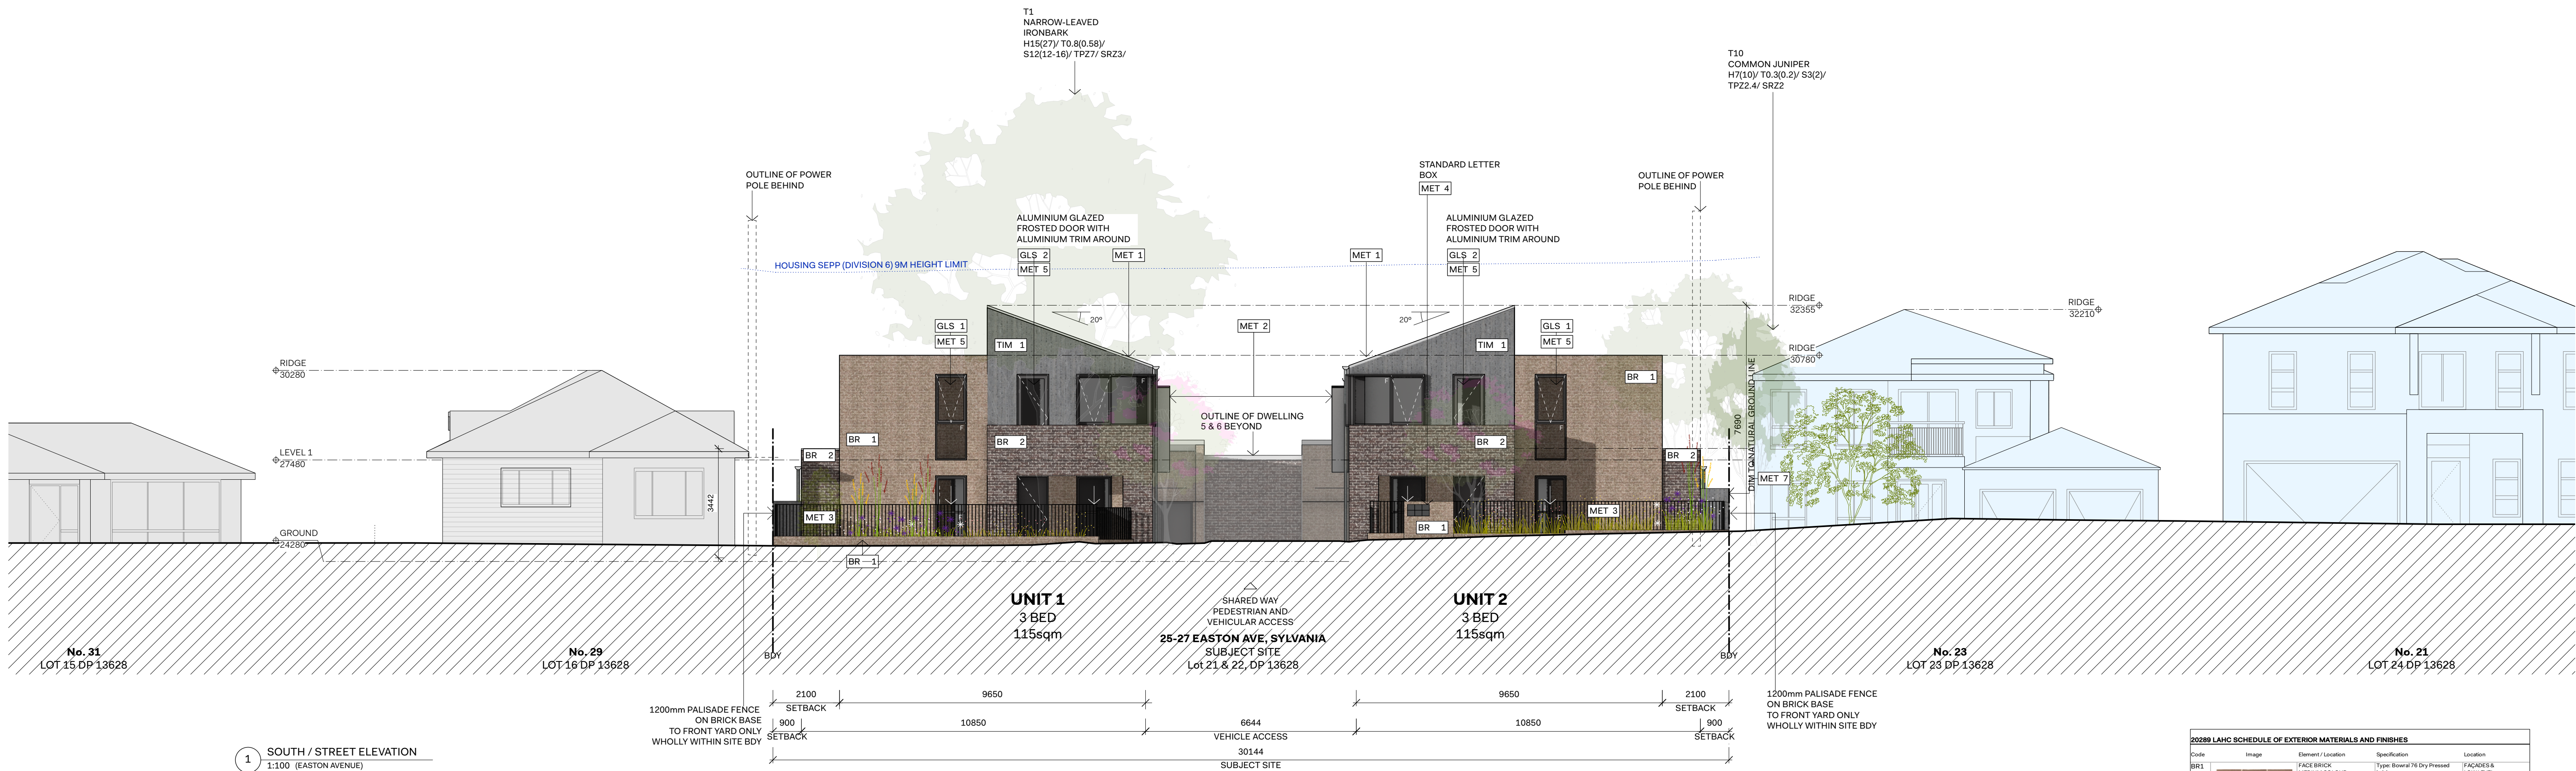 T1
NARROW-LEAVED
IRONBARK
H15(27)/ T0.8(0.58)/
S12(12-16)/ TPZ7/ SRZ3/
T10
COMMON JUNIPER
H7(10)/ T0.3(0.2)/ S3(2)/
TPZ2.4/ SRZ2
OUTLINE OF POWER
POLE BEHIND
STANDARD LETTER
BOX
MET 4
OUTLINE OF POWER
POLE BEHIND
ALUMINIUM GLAZED
FROSTED DOOR WITH
ALUMINIUM TRIM AROUND
GLS 2
MET 5
MET 1
MET 1
ALUMINIUM GLAZED
FROSTED DOOR WITH
ALUMINIUM TRIM AROUND
GLS 2
MET 5
HOUSING SEPP (DIVISION 6) 9M HEIGHT LIMIT
RIDGE
32355
RIDGE
32210
20°
20°
GLS 1
MET 5
MET 2
GLS 1
MET 5
TIM 1
TIM 1
RIDGE
30780
RIDGE
30280
BR 1
F
F
OUTLINE OF DWELLING
5 & 6 BEYOND
7690
DIM TO NATURAL GROUND LINE
F
F
BR 1
BR 2
BR 2
BR 2
BR 2
LEVEL 1
27480
MET 7
3442
MET 3
MET 3
BR 1
GROUND
24280
BR 1
UNIT 1
3 BED
115sqm
SHARED WAY
PEDESTRIAN AND
VEHICULAR ACCESS
UNIT 2
3 BED
115sqm
25-27 EASTON AVE, SYLVANIA
SUBJECT SITE
Lot 21 & 22, DP 13628
No. 31
LOT 15 DP 13628
No. 29
LOT 16 DP 13628
BDY
BDY
No. 23
LOT 23 DP 13628
No. 21
LOT 24 DP 13628
2100
SETBACK
9650
9650
2100
SETBACK
1200mm PALISADE FENCE
ON BRICK BASE
TO FRONT YARD ONLY
WHOLLY WITHIN SITE BDY
1200mm PALISADE FENCE
ON BRICK BASE
TO FRONT YARD ONLY
WHOLLY WITHIN SITE BDY
900
SETBACK
10850
6644
VEHICLE ACCESS
10850
900
SETBACK
30144
SUBJECT SITE
1
SOUTH / STREET ELEVATION
1:100 (EASTON AVENUE)
20289 LAHC SCHEDULE OF EXTERIOR MATERIALS AND FINISHES
Code Image Element / Location Specification Location
BR1 FACE BRICK Type: Bowral 76 Dry Pressed FAÇADES &